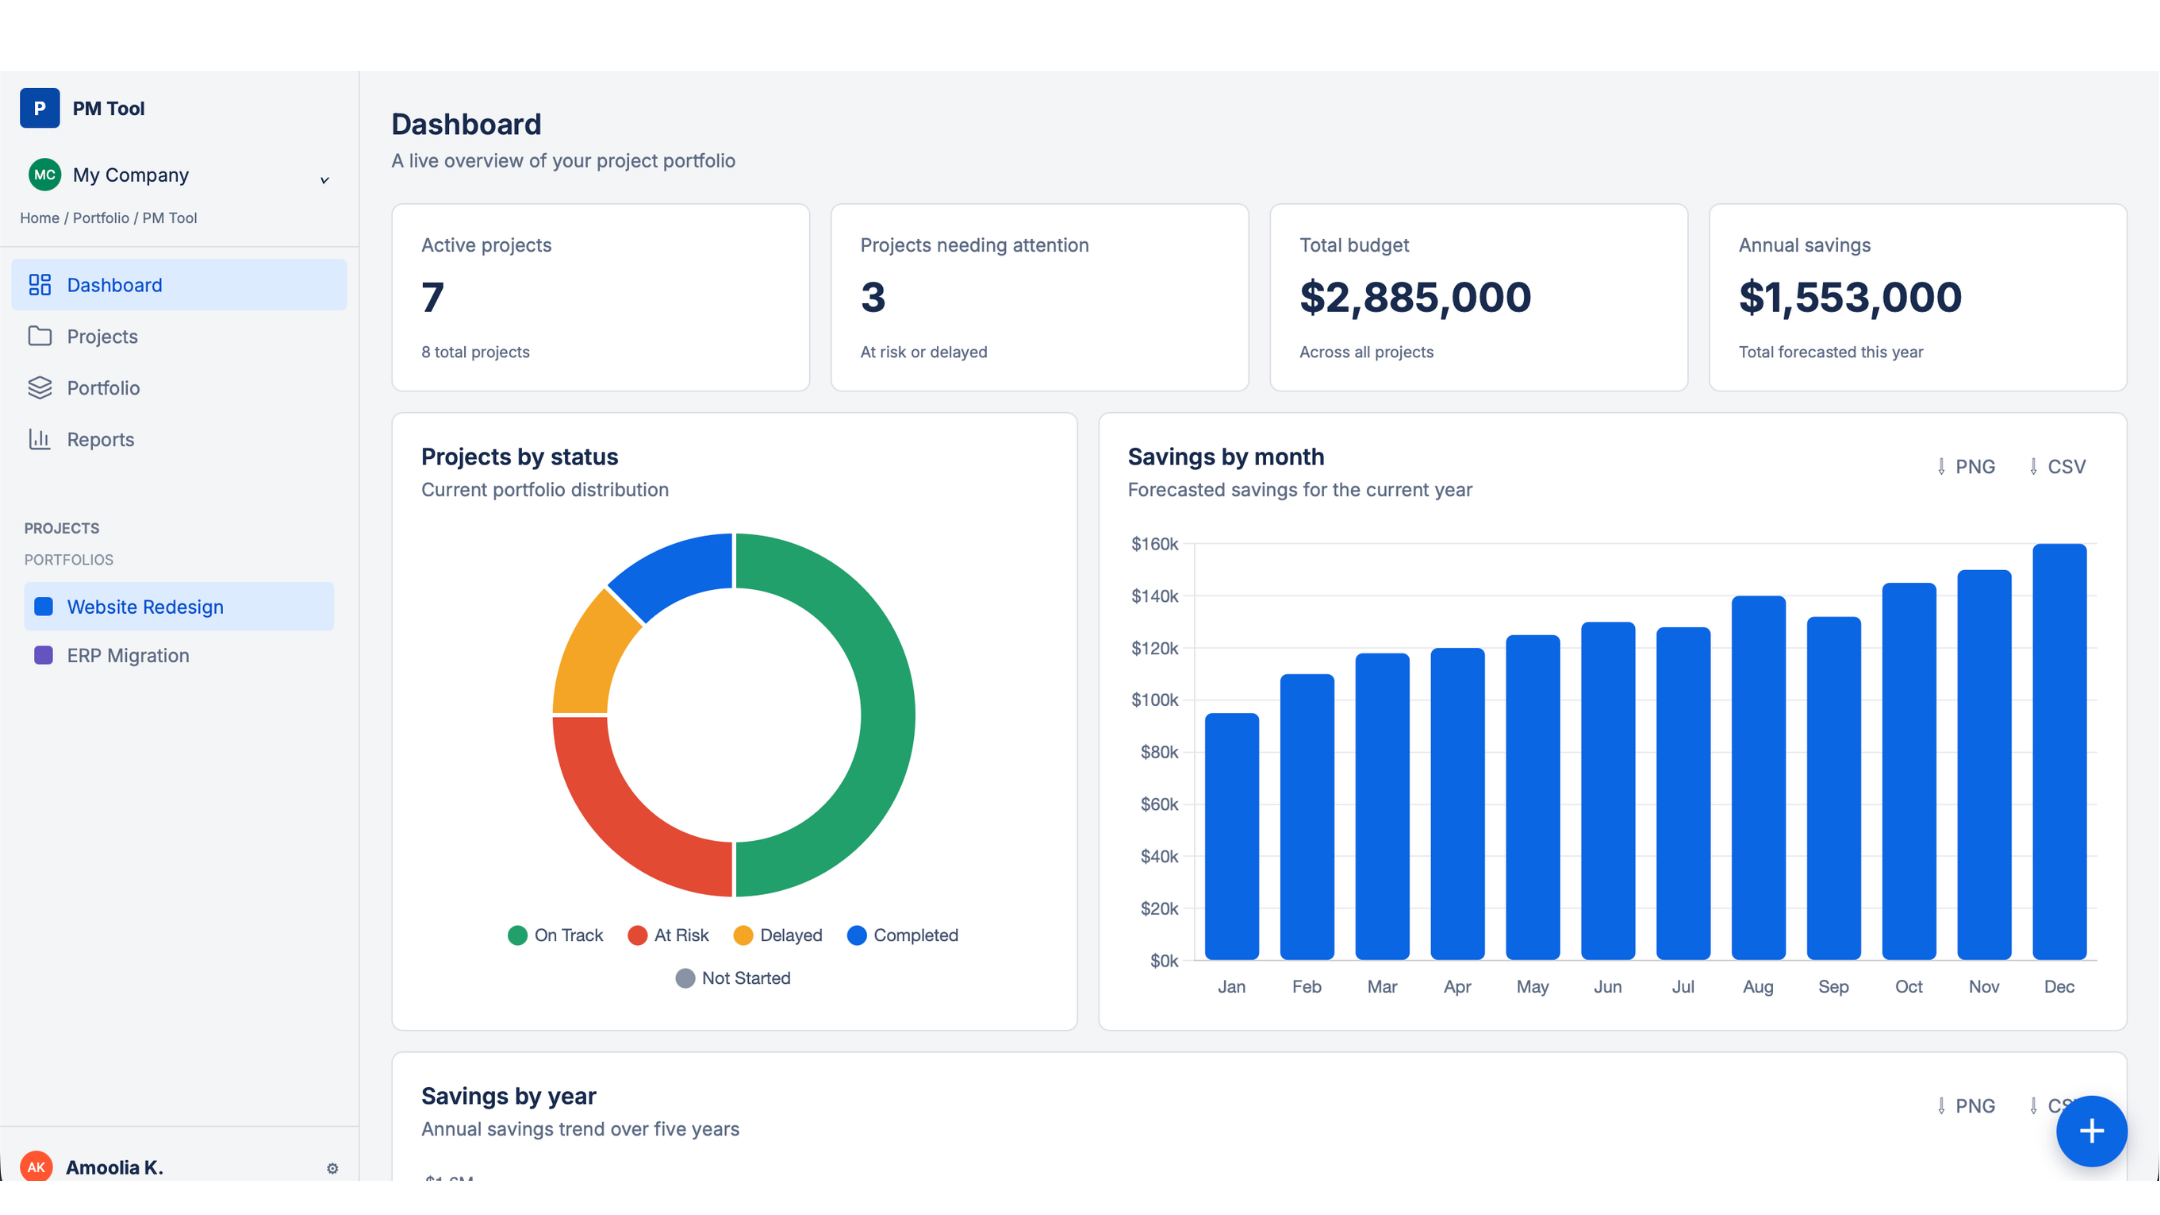 P PM Tool
MC My Company
Home / Portfolio / PM Tool
Dashboard
Projects
Portfolio
Reports
PROJECTS
PORTFOLIOS
Website Redesign
ERP Migration
AK Amoolia K.
Dashboard
A live overview of your project portfolio
Active projects
7
8 total projects
Projects needing attention
3
At risk or delayed
Total budget
$2,885,000
Across all projects
Annual savings
$1,553,000
Total forecasted this year
Projects by status
Current portfolio distribution
On Track At Risk Delayed Completed
Not Started
Savings by month
Forecasted savings for the current year
PNG CSV
$160k
$140k
$120k
$100k
$80k
$60k
$40k
$20k
$0k
Jan Feb Mar Apr May Jun Jul Aug Sep Oct Nov Dec
Savings by year
Annual savings trend over five years
PNG